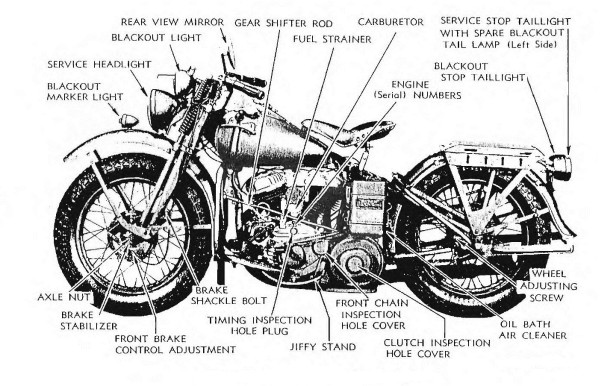 REAR VIEW MIRROR
BLACKOUT LIGHT
GEAR SHIFTER ROD
CARBURETOR
FUEL STRAINER
SERVICE STOP TAILLIGHT
WITH SPARE BLACKOUT
TAIL LAMP (Left Side)
SERVICE HEADLIGHT
BLACKOUT
STOP TAILLIGHT
BLACKOUT
MARKER LIGHT
ENGINE
(Serial) NUMBERS
AXLE NUT
BRAKE
STABILIZER
FRONT BRAKE
CONTROL ADJUSTMENT
BRAKE
SHACKLE BOLT
TIMING INSPECTION
HOLE PLUG
JIFFY STAND
FRONT CHAIN
INSPECTION
HOLE COVER
CLUTCH INSPECTION
HOLE COVER
WHEEL
ADJUSTING
SCREW
OIL BATH
AIR CLEANER